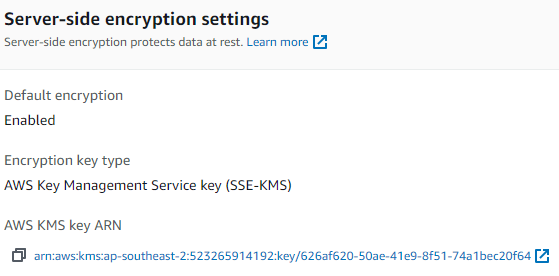 Server-side encryption settings
Server-side encryption protects data at rest. Learn more
Default encryption
Enabled
Encryption key type
AWS Key Management Service key (SSE-KMS)
AWS KMS key ARN
arn:aws:kms:ap-southeast-2:523265914192:key/626af620-50ae-41e9-8f51-74a1bec20f64